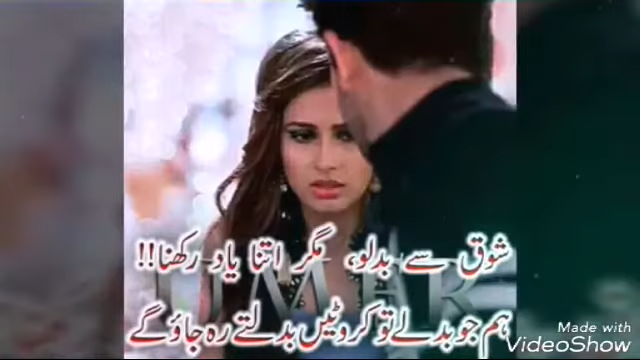 شوق سے بدلو، مگر اتنا یاد رکھنا!!
UMER
ہم جو بدلے تو کروٹیں بدلتے رہ جاؤ گے
Made with
VideoShow